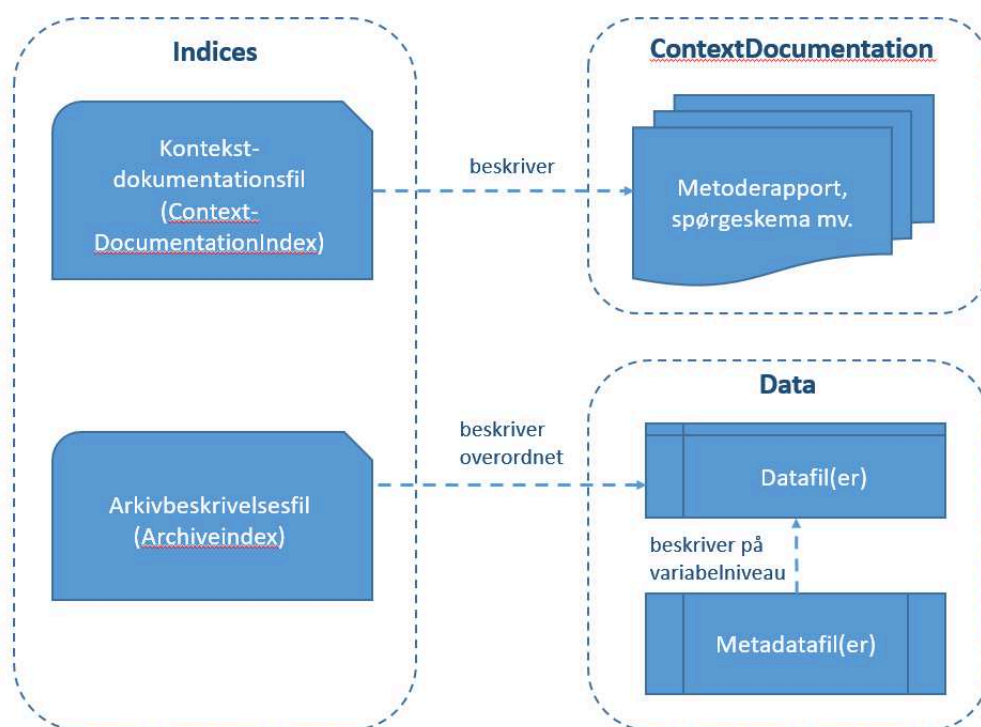 Indices
Kontekst-
dokumentationsfil
(Context-
DocumentationIndex)
beskriver
ContextDocumentation
Metoderapport,
spørgeskema mv.
Arkivbeskrivelsesfil
(Archiveindex)
beskriver
overordnet
Data
Datafil(er)
beskriver på
variabelniveau
Metadatafil(er)